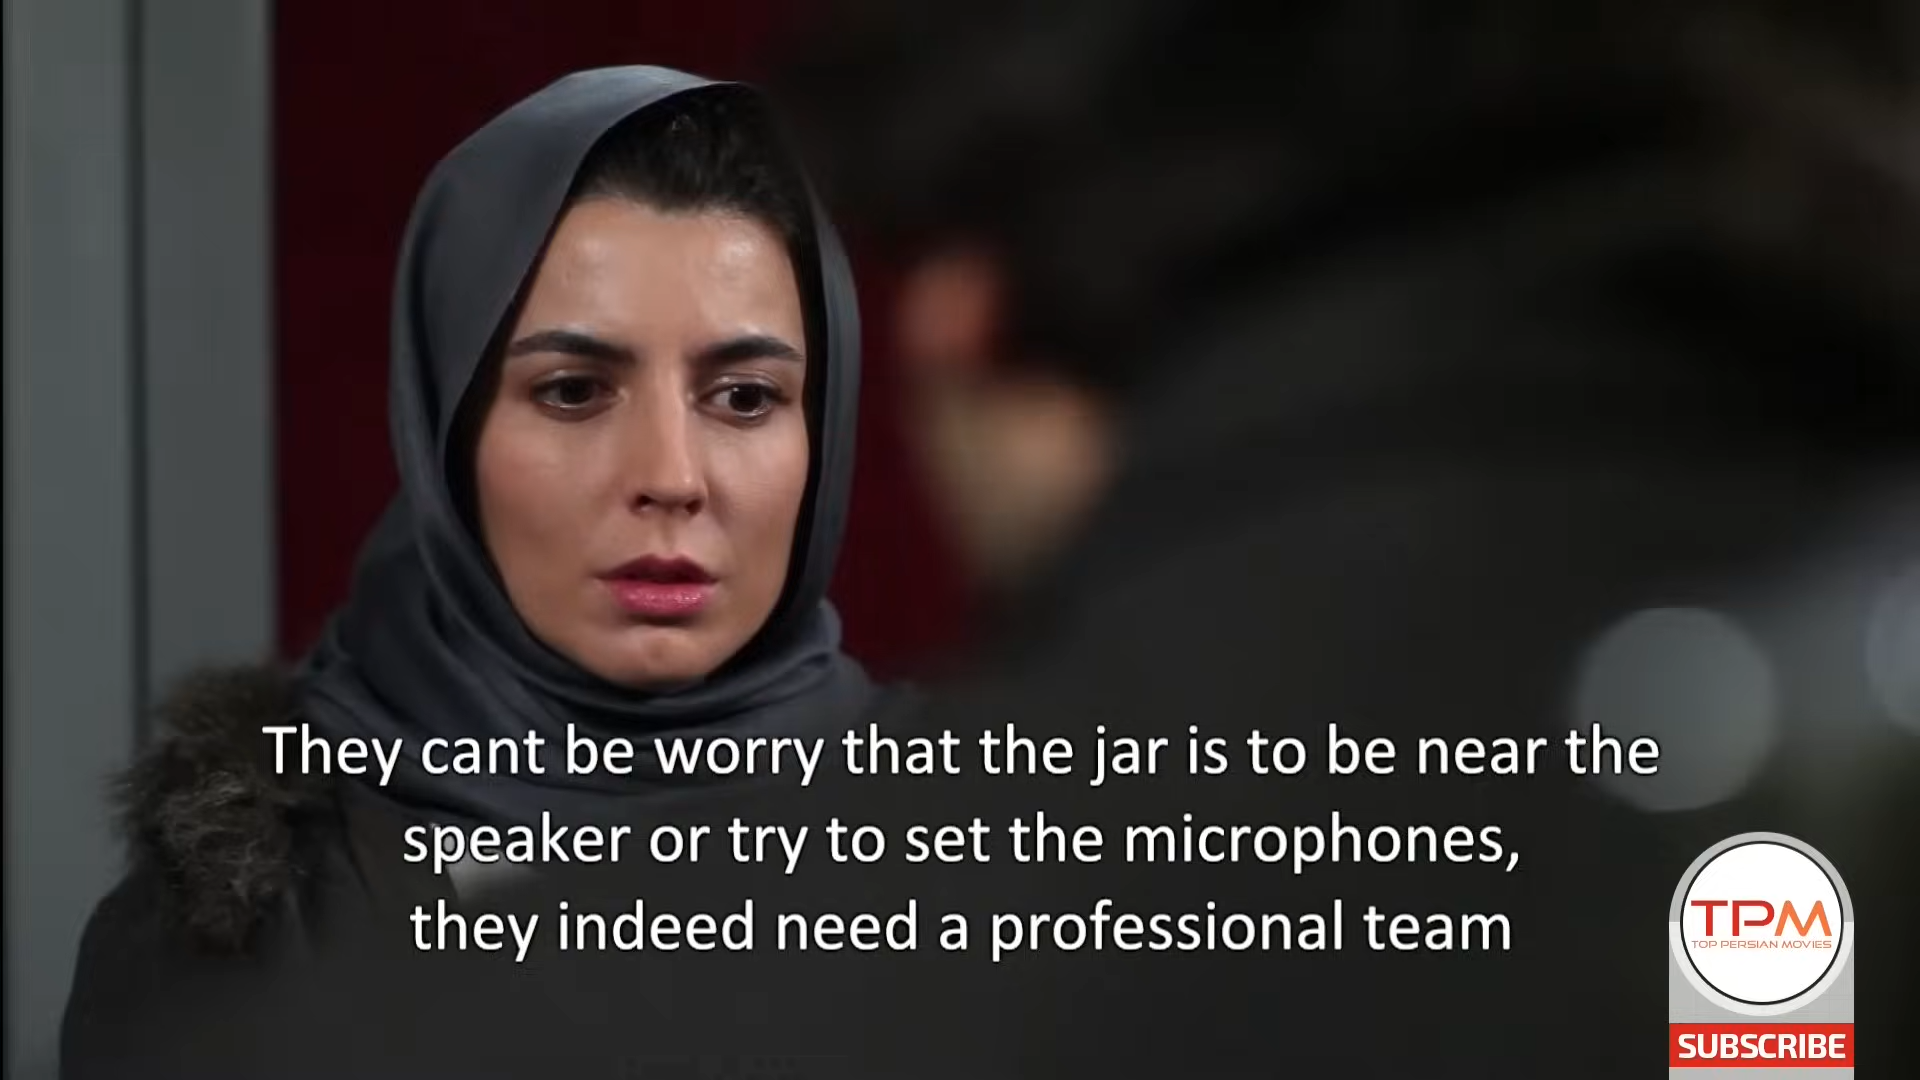 They cant be worry that the jar is to be near the
speaker or try to set the microphones,
they indeed need a professional team
TPM
TOP PERSIAN MOVIES
SUBSCRIBE